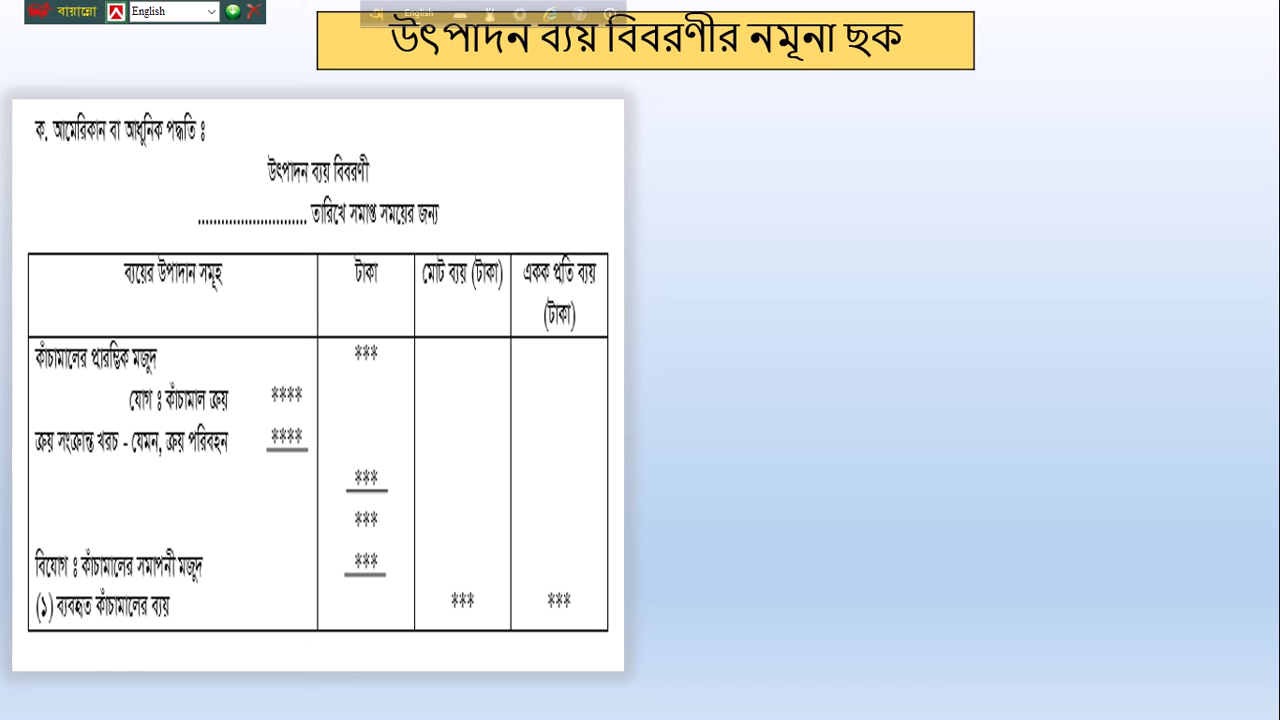 বায়ান্নো English
অ English
উৎপাদন ব্যয় বিবরণীর নমূনা ছক
ক. আমেরিকান বা আধুনিক পদ্ধতি ঃ
উৎপাদন ব্যয় বিবরণী
............................ তারিখে সমাপ্ত সময়ের জন্য
ব্যয়ের উপাদান সমূহ টাকা মোট ব্যয় (টাকা) একক প্রতি ব্যয়
(টাকা)
কাঁচামালের প্রারম্ভিক মজুদ ***
যোগ ঃ কাঁচামাল ক্রয় ****
ক্রয় সংক্রান্ত খরচ - যেমন, ক্রয় পরিবহন ****
***
***
বিযোগ ঃ কাঁচামালের সমাপনী মজুদ ***
(১) ব্যবহৃত কাঁচামালের ব্যয় *** ***